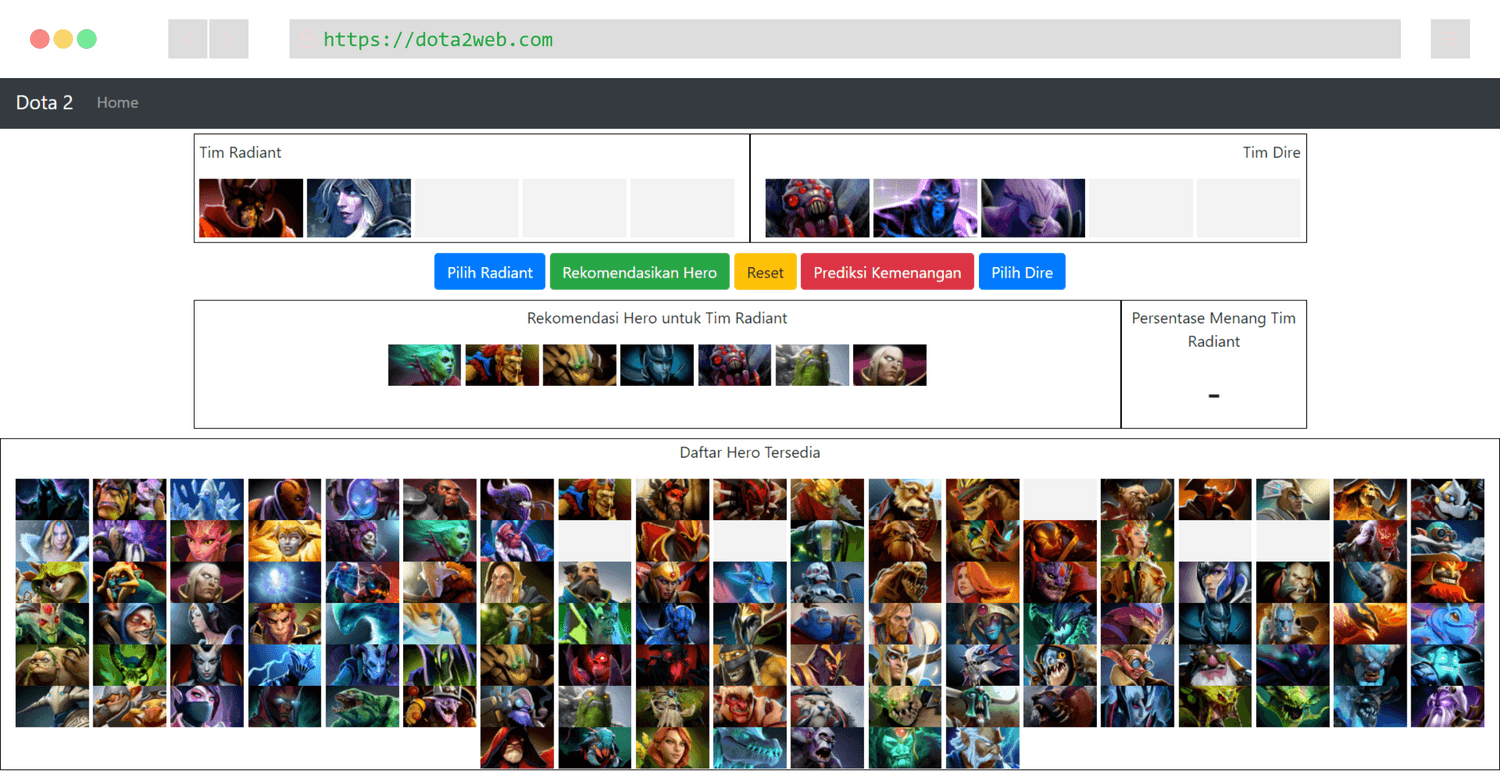 https://dota2web.com
Dota 2 Home
Tim Radiant
Tim Dire
Pilih Radiant
Rekomendasikan Hero
Reset
Prediksi Kemenangan
Pilih Dire
Rekomendasi Hero untuk Tim Radiant
Persentase Menang Tim
Radiant
-
Daftar Hero Tersedia